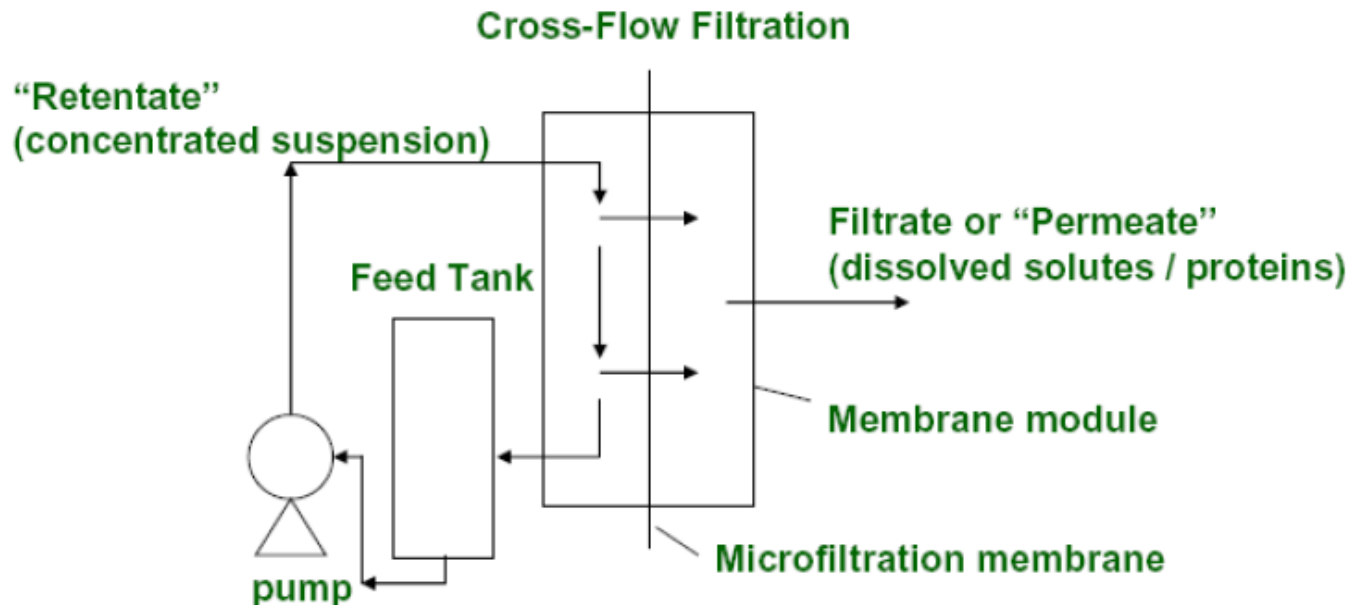 Cross-Flow Filtration
“Retentate”
(concentrated suspension)
Filtrate or “Permeate”
(dissolved solutes / proteins)
Feed Tank
Membrane module
Microfiltration membrane
pump